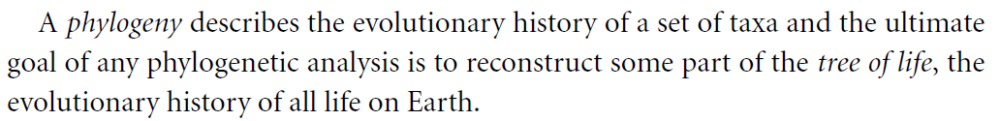 A phylogeny describes the evolutionary history of a set of taxa and the ultimate
goal of any phylogenetic analysis is to reconstruct some part of the tree of life, the
evolutionary history of all life on Earth.